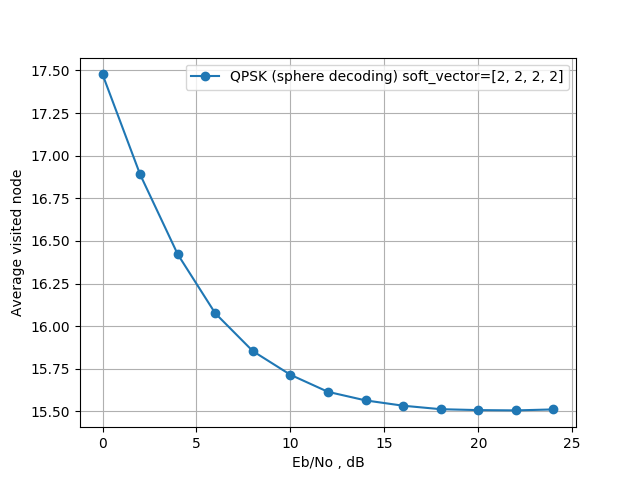 17.50
17.25
17.00
16.75
16.50
16.25
16.00
15.75
15.50
Average visited node
QPSK (sphere decoding) soft_vector=[2, 2, 2, 2]
0 5 10 15 20 25
Eb/No , dB